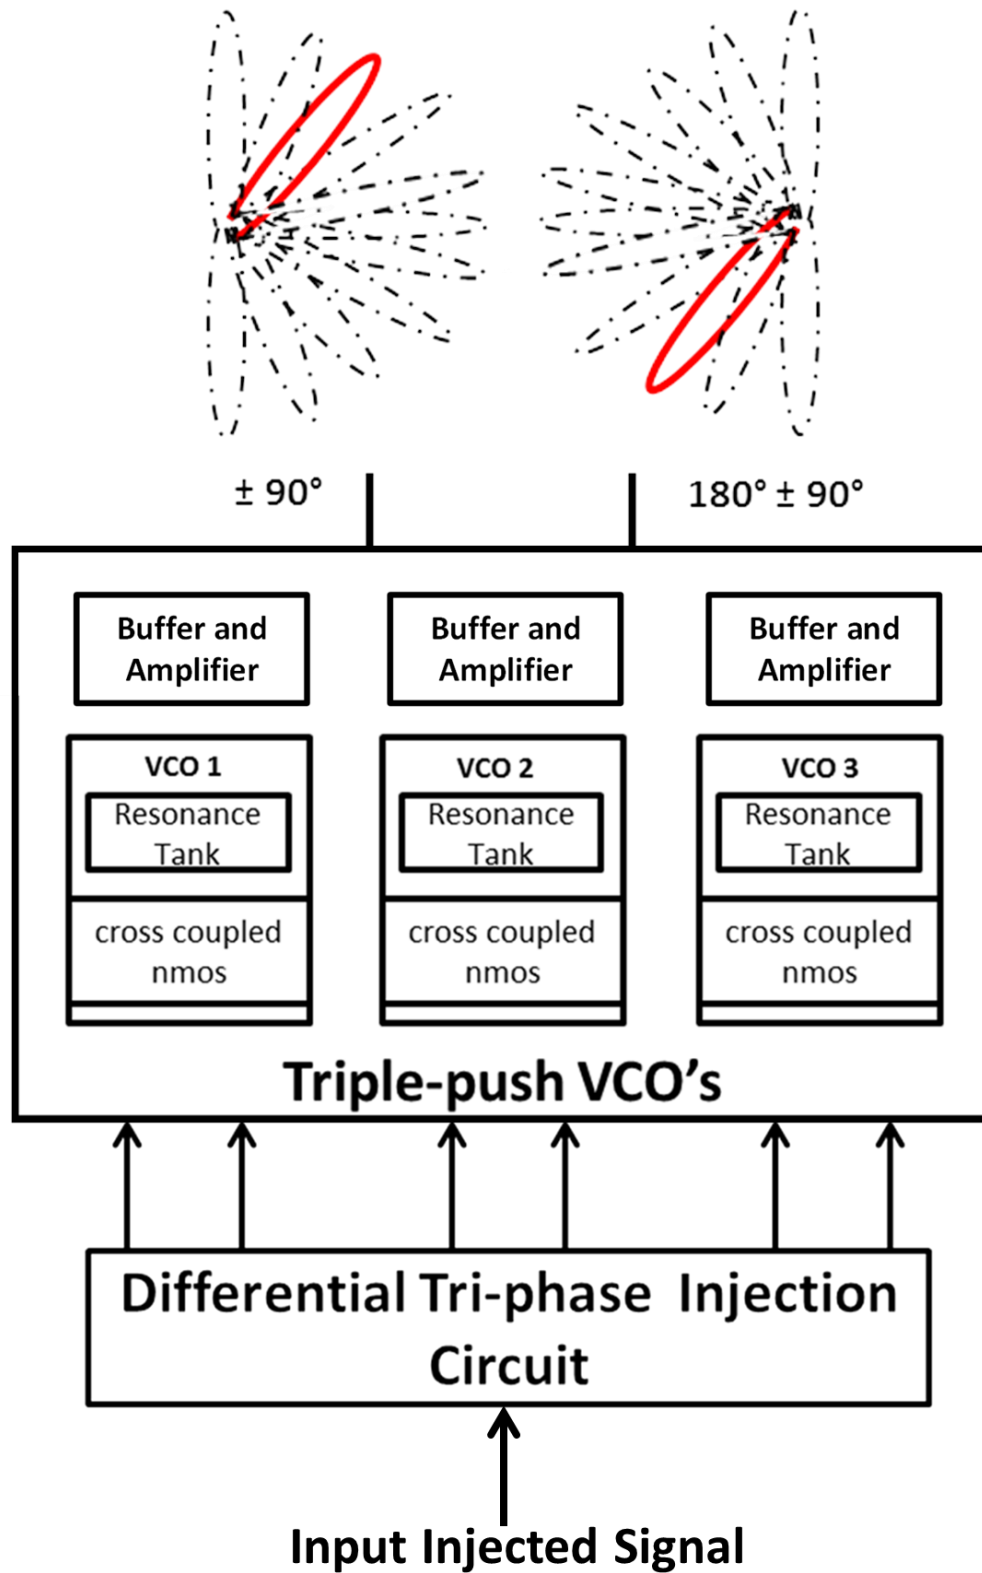 ± 90°
180° ± 90°
Buffer and
Amplifier
Buffer and
Amplifier
Buffer and
Amplifier
VCO 1
Resonance
Tank
cross coupled
nmos
VCO 2
Resonance
Tank
cross coupled
nmos
VCO 3
Resonance
Tank
cross coupled
nmos
Triple-push VCO’s
Differential Tri-phase Injection
Circuit
Input Injected Signal